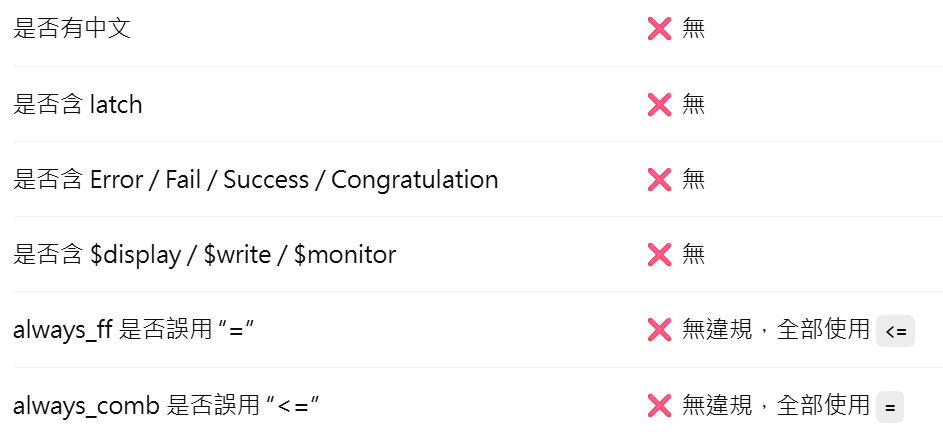 是否有中文 ❌ 無
是否含 latch ❌ 無
是否含 Error / Fail / Success / Congratulation ❌ 無
是否含 $display / $write / $monitor ❌ 無
always_ff 是否誤用 “=” ❌ 無違規，全部使用 <=
always_comb 是否誤用 “<=” ❌ 無違規，全部使用 =